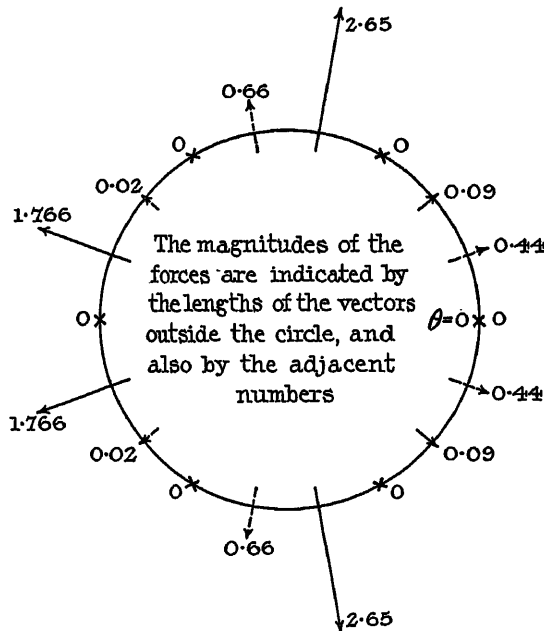 2·65
0·66
0
0
0·02
0·09
1·766
The magnitudes of the
0·44
forces are indicated by
the lengths of the vectors
0
θ=0
0
outside the circle, and
also by the adjacent
numbers
0·44
1·766
0·02
0·09
0
0
0·66
2·65